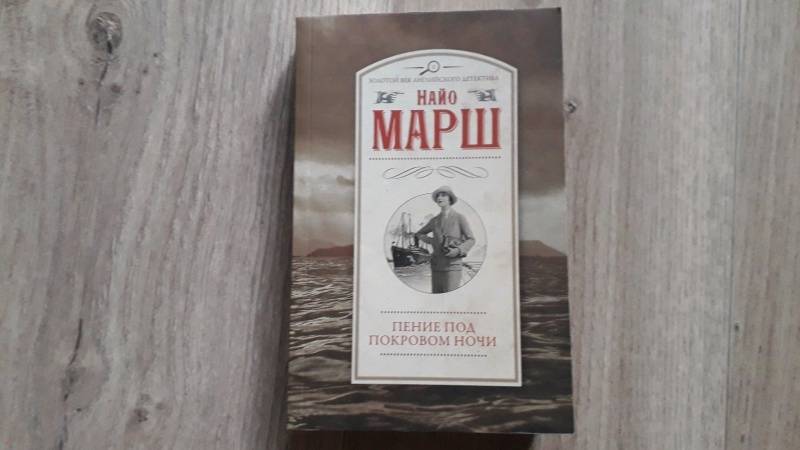 ЗОЛОТОЙ ВЕК АНГЛИЙСКОГО ДЕТЕКТИВА
НАЙО
МАРШ
ПЕНИЕ ПОД
ПОКРОВОМ НОЧИ